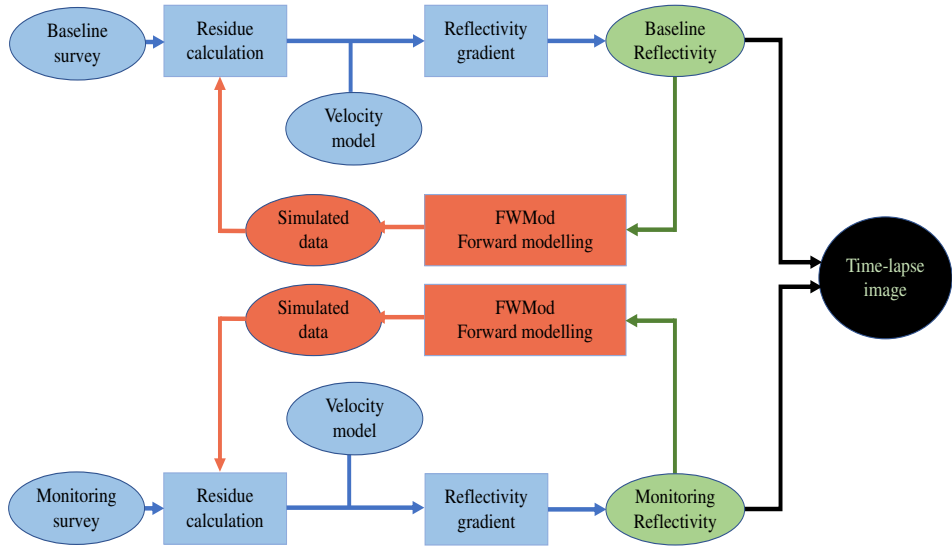 Baseline
survey
Residue
calculation
Reflectivity
gradient
Baseline
Reflectivity
Velocity
model
Simulated
data
FWMod
Forward modelling
Time-lapse
image
Simulated
data
FWMod
Forward modelling
Velocity
model
Monitoring
survey
Residue
calculation
Reflectivity
gradient
Monitoring
Reflectivity